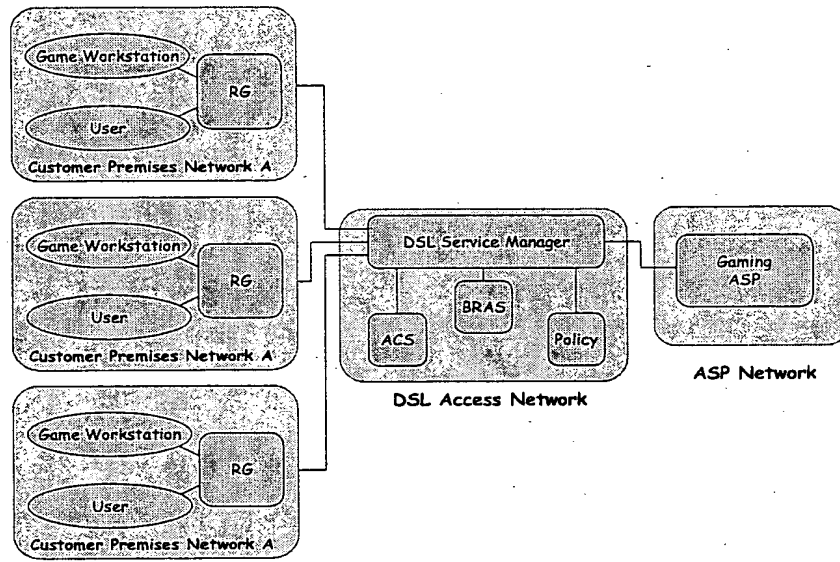 Game Workstation
RG
User
Customer Premises Network A
Game Workstation
RG
User
Customer Premises Network A
Game Workstation
RG
User
Customer Premises Network A
DSL Service Manager
ACS
BRAS
Policy
DSL Access Network
Gaming
ASP
ASP Network